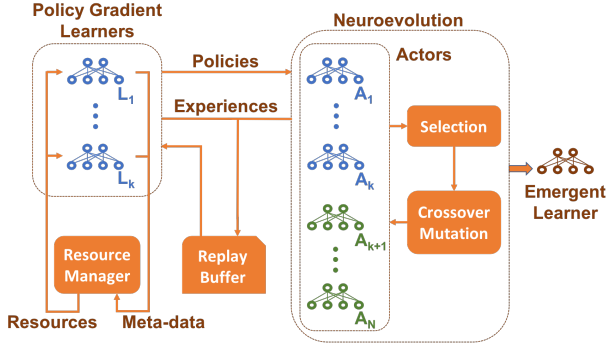 Policy Gradient
Learners
Neuroevolution
Policies
Actors
L1
A1
Experiences
Selection
Lk
Ak
Emergent
Learner
Crossover
Mutation
Ak+1
Resource
Manager
Replay
Buffer
Resources
Meta-data
AN